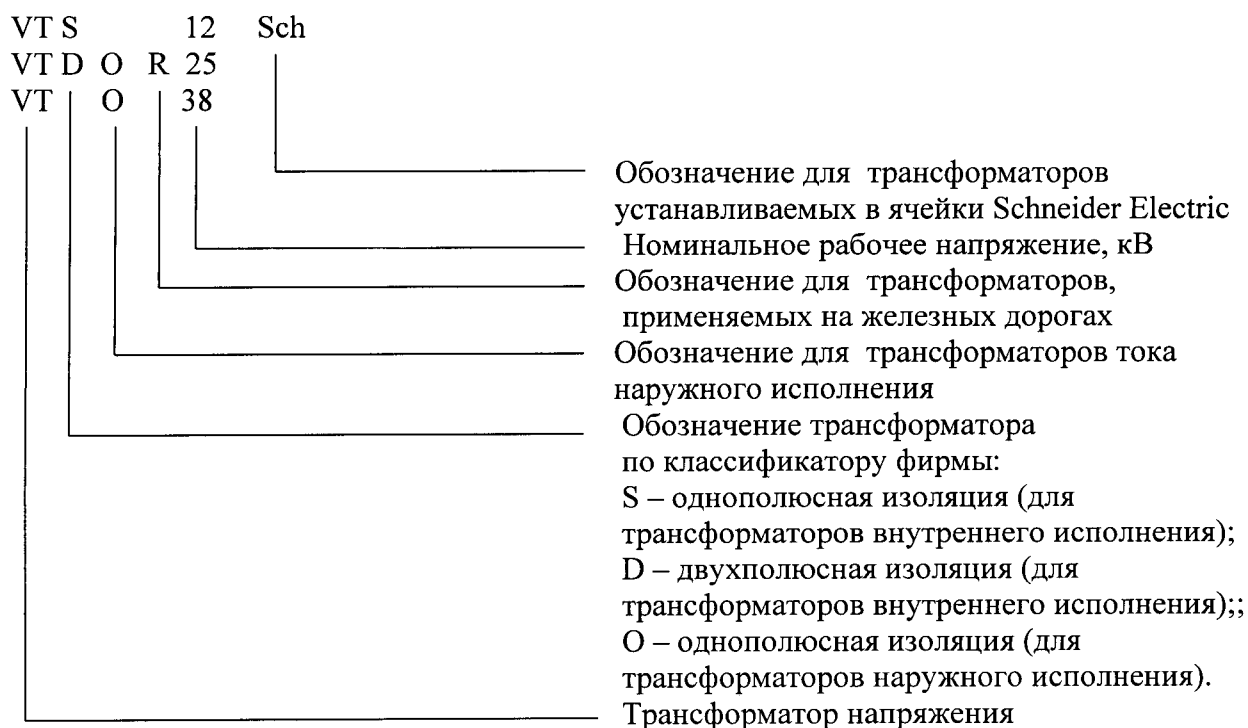 VT S 12 Sch
VT D O R 25
VT O 38
Обозначение для трансформаторов
устанавливаемых в ячейки Schneider Electric
Номинальное рабочее напряжение, кВ
Обозначение для трансформаторов,
применяемых на железных дорогах
Обозначение для трансформаторов тока
наружного исполнения
Обозначение трансформатора
по классификатору фирмы:
S – однополюсная изоляция (для
трансформаторов внутреннего исполнения);
D – двухполюсная изоляция (для
трансформаторов внутреннего исполнения);;
O – однополюсная изоляция (для
трансформаторов наружного исполнения).
Трансформатор напряжения